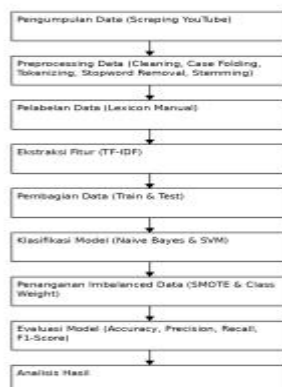 Pengumpulan Data (Scraping YouTube)
Preprocessing Data (Cleaning, Case Folding,
Tokenizing, Stopword Removal, Stemming)
Pelabelan Data (Lexicon Manual)
Ekstraksi Fitur (TF-IDF)
Pembagian Data (Train & Test)
Klasifikasi Model (Naive Bayes & SVM)
Penanganan Imbalanced Data (SMOTE & Class
Weight)
Evaluasi Model (Accuracy, Precision, Recall,
F1-Score)
Analisis Hasil